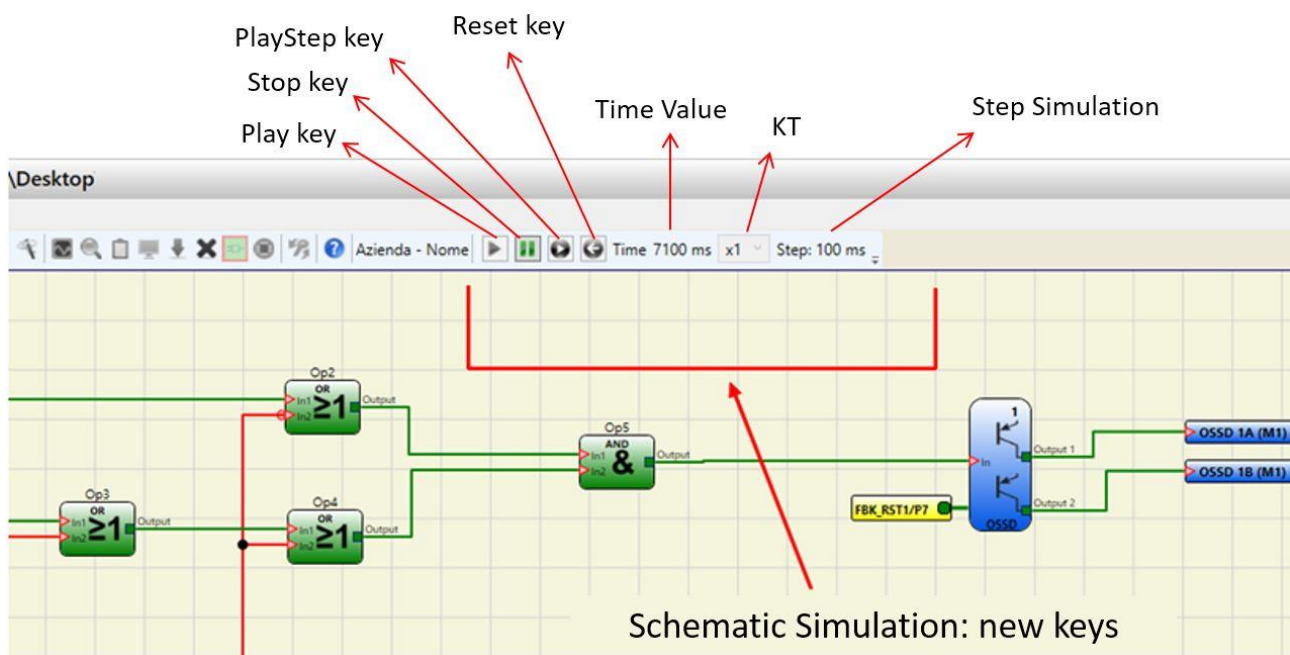 PlayStep key
Reset key
Stop key
Time Value
Step Simulation
KT
Play key
\Desktop
Azienda - Nome
Time 7100 ms
x1
Step: 100 ms
Op2
OR
≥1
In1
In2
Output
Op5
AND
&
In1
In2
Output
1
In
Output 1
Output 2
OSSD
OSSD 1A (M1)
OSSD 1B (M1)
Op3
OR
≥1
In1
In2
Output
Op4
OR
≥1
In1
In2
Output
FBK_RST1/P7
Schematic Simulation: new keys